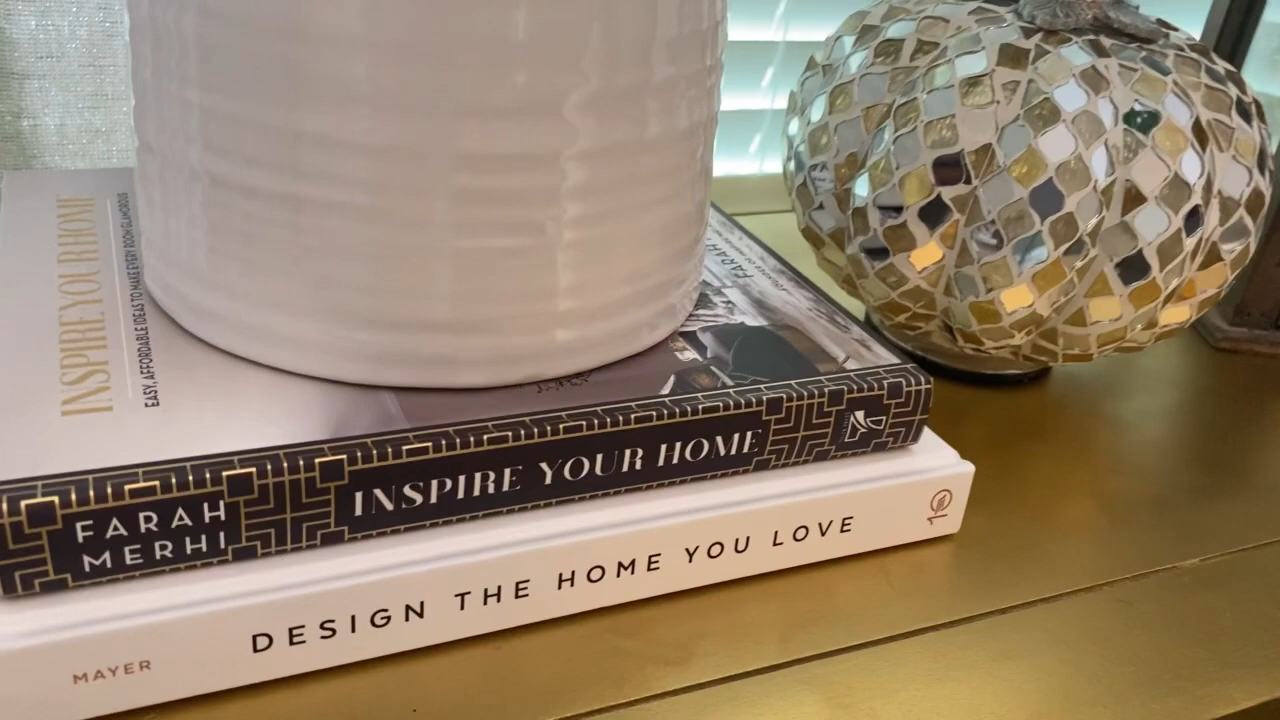 INSPIRE YOUR HOME
EASY, AFFORDABLE IDEAS TO MAKE EVERY ROOM GLAMOROUS
FARAH
FARAH
MERHI
INSPIRE YOUR HOME
MAYER
DESIGN THE HOME YOU LOVE